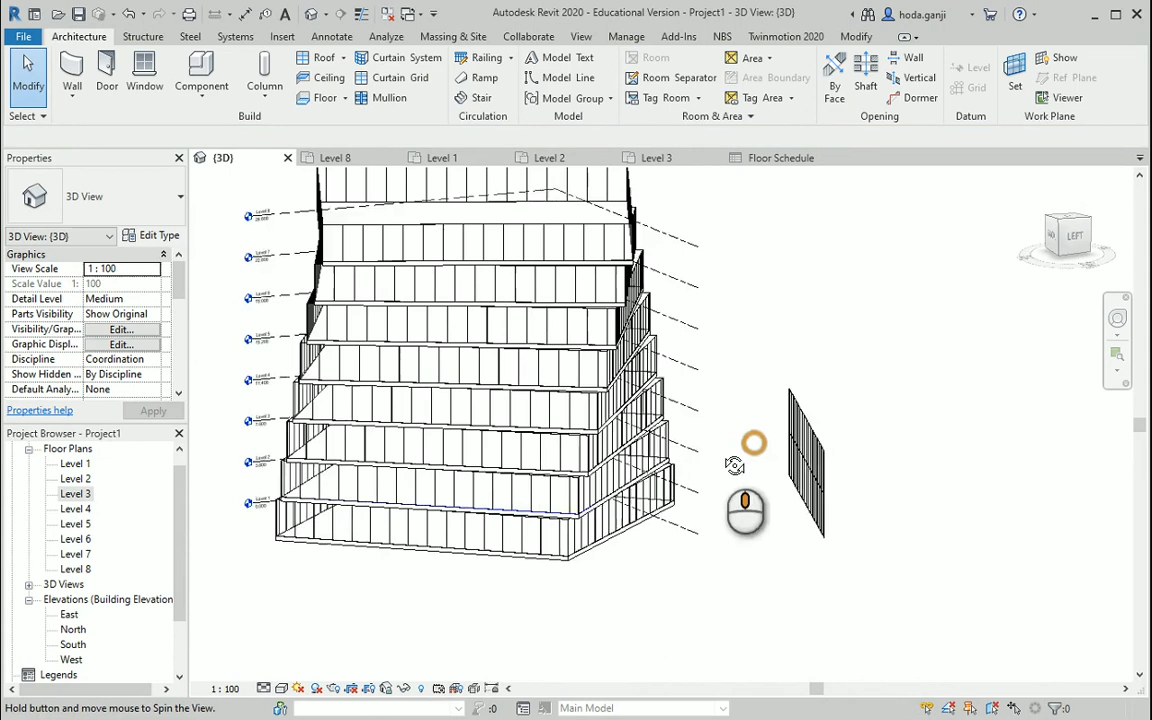 Autodesk Revit 2020 - Educational Version - Project1 - 3D View: {3D}
hoda.ganji
File Architecture Structure Steel Systems Insert Annotate Analyze Massing & Site Collaborate View Manage Add-Ins NBS Twinmotion 2020 Modify
Modify Wall Door Window Component Column
Roof Curtain System
Ceiling Curtain Grid
Floor Mullion
Railing Model Text
Ramp Model Line
Stair Model Group
Room Area
Room Separator Area Boundary
Tag Room Tag Area
By Face Shaft Wall
Vertical
Dormer
Level
Grid
Set Show
Ref Plane
Viewer
Select Build Circulation Model Room & Area Opening Datum Work Plane
Properties
{3D} Level 8 Level 1 Level 2 Level 3 Floor Schedule
3D View
3D View: {3D} Edit Type
Graphics
View Scale 1 : 100
Scale Value 1: 100
Detail Level Medium
Parts Visibility Show Original
Visibility/Grap... Edit...
Graphic Displ... Edit...
Discipline Coordination
Show Hidden ... By Discipline
Default Analy... None
Properties help Apply
Project Browser - Project1
Floor Plans
Level 1
Level 2
Level 3
Level 4
Level 5
Level 6
Level 7
Level 8
3D Views
Elevations (Building Elevation
East
North
South
West
Legends
LEFT
1 : 100
Hold button and move mouse to Spin the View.
:0
Main Model
:0